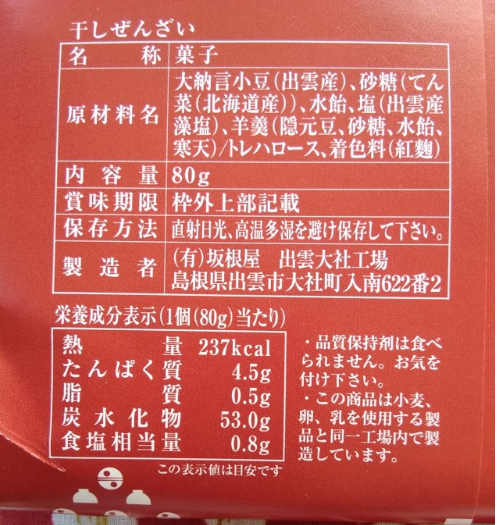 干しぜんざい
名称 菓子
原材料名 大納言小豆(出雲産)、砂糖(てん
菜(北海道産))、水飴、塩(出雲産
藻塩)、羊羹(隠元豆、砂糖、水飴、
寒天)/トレハロース、着色料(紅麹)
内容量 80g
賞味期限 枠外上部記載
保存方法 直射日光、高温多湿を避け保存して下さい。
製造者 (有)坂根屋 出雲大社工場
島根県出雲市大社町入南622番2
栄養成分表示(1個(80g)当たり)
熱量 237kcal
たんぱく質 4.5g
脂質 0.5g
炭水化物 53.0g
食塩相当量 0.8g
この表示値は目安です
・品質保持剤は食べ
られません。お気を
付け下さい。
・この商品は小麦、
卵、乳を使用する製
品と同一工場内で製
造しています。